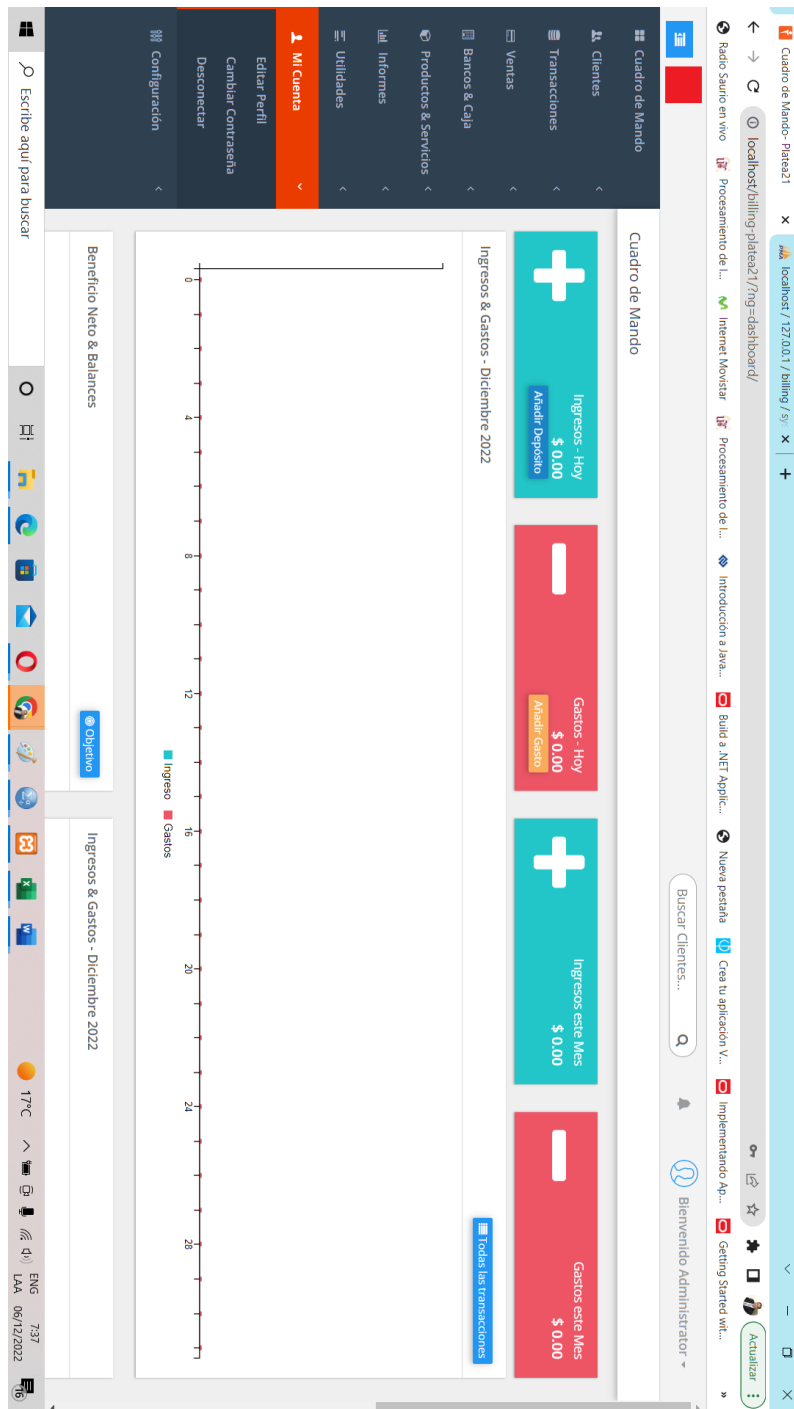 Cuadro de Mando- Platea21
localhost / 127.0.0.1 / billing / sy
localhost/billing-platea21/?ng=dashboard/
Actualizar
Radio Saurio en vivo
Procesamiento de I...
Internet Movistar
Procesamiento de I...
Introducción a Java...
Build a .NET Applic...
Nueva pestaña
Crea tu aplicación V...
Implementando Ap...
Getting Started wit...
»
Buscar Clientes...
Bienvenido Administrator
Cuadro de Mando
Clientes
Transacciones
Ventas
Bancos & Caja
Productos & Servicios
Informes
Utilidades
Mi Cuenta
Editar Perfil
Cambiar Contraseña
Desconectar
Configuración
Cuadro de Mando
Ingresos - Hoy
$ 0.00
Añadir Depósito
Gastos - Hoy
$ 0.00
Añadir Gasto
Ingresos este Mes
$ 0.00
Gastos este Mes
$ 0.00
Ingresos & Gastos - Diciembre 2022
Todas las transacciones
0 4 8 12 16 20 24 28
Ingreso Gastos
Beneficio Neto & Balances
Objetivo
Ingresos & Gastos - Diciembre 2022
Escribe aquí para buscar
17°C
ENG
LAA
7:37
06/12/2022
16